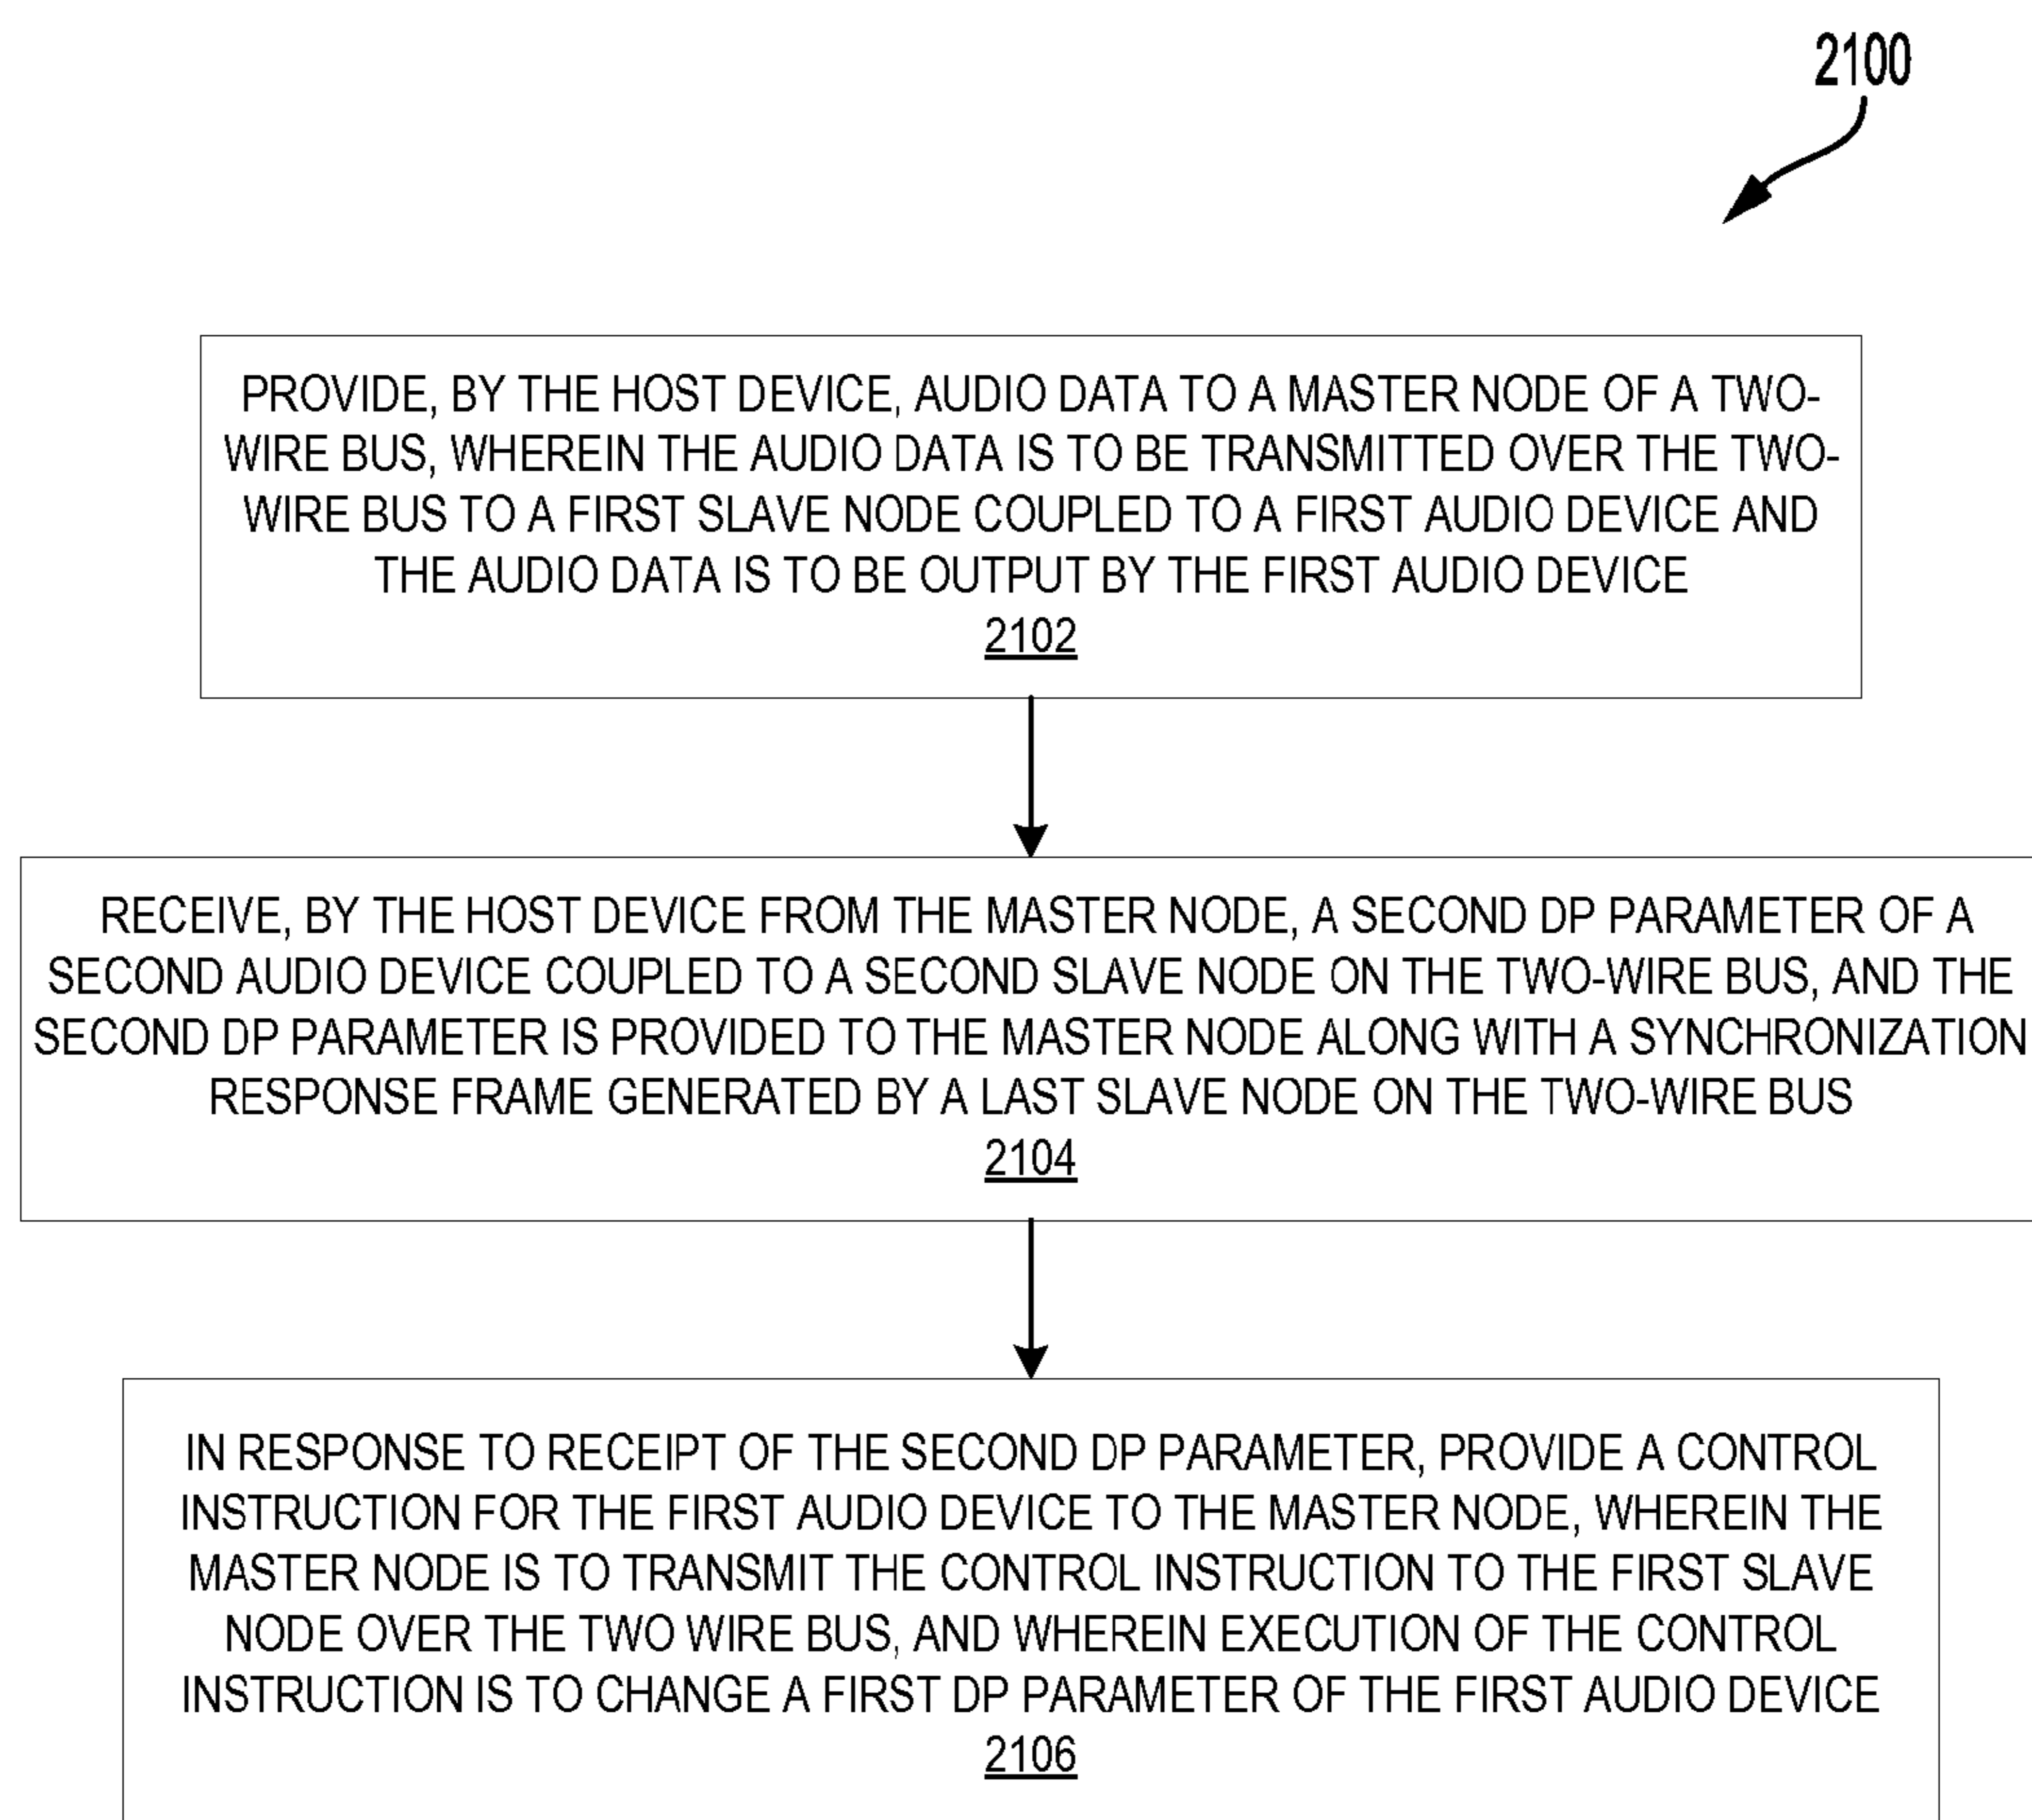 2100
PROVIDE, BY THE HOST DEVICE, AUDIO DATA TO A MASTER NODE OF A TWO-
WIRE BUS, WHEREIN THE AUDIO DATA IS TO BE TRANSMITTED OVER THE TWO-
WIRE BUS TO A FIRST SLAVE NODE COUPLED TO A FIRST AUDIO DEVICE AND
THE AUDIO DATA IS TO BE OUTPUT BY THE FIRST AUDIO DEVICE
2102
RECEIVE, BY THE HOST DEVICE FROM THE MASTER NODE, A SECOND DP PARAMETER OF A
SECOND AUDIO DEVICE COUPLED TO A SECOND SLAVE NODE ON THE TWO-WIRE BUS, AND THE
SECOND DP PARAMETER IS PROVIDED TO THE MASTER NODE ALONG WITH A SYNCHRONIZATION
RESPONSE FRAME GENERATED BY A LAST SLAVE NODE ON THE TWO-WIRE BUS
2104
IN RESPONSE TO RECEIPT OF THE SECOND DP PARAMETER, PROVIDE A CONTROL
INSTRUCTION FOR THE FIRST AUDIO DEVICE TO THE MASTER NODE, WHEREIN THE
MASTER NODE IS TO TRANSMIT THE CONTROL INSTRUCTION TO THE FIRST SLAVE
NODE OVER THE TWO WIRE BUS, AND WHEREIN EXECUTION OF THE CONTROL
INSTRUCTION IS TO CHANGE A FIRST DP PARAMETER OF THE FIRST AUDIO DEVICE
2106